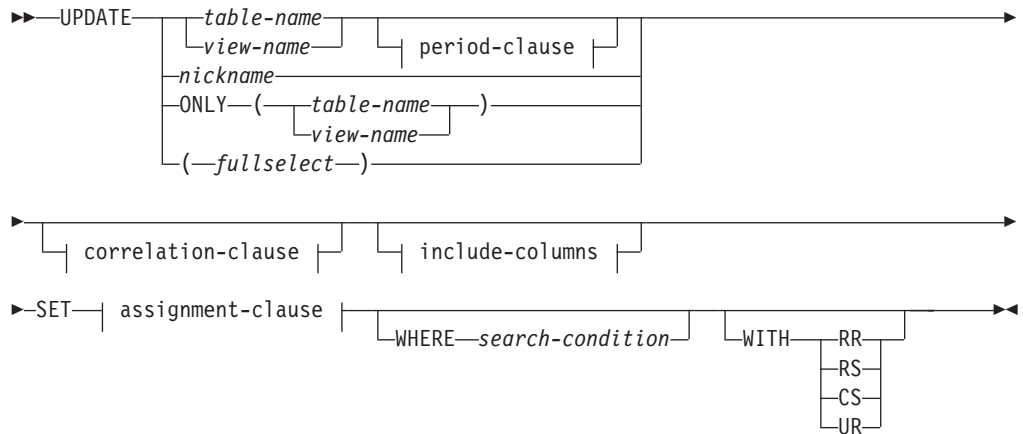 UPDATE table-name
view-name period-clause
nickname
ONLY ( table-name )
view-name
( fullselect )
correlation-clause include-columns
SET assignment-clause
WHERE search-condition WITH RR
RS
CS
UR